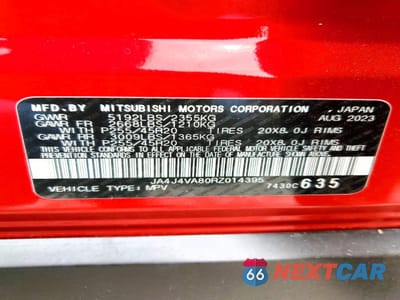 MFD.BY MITSUBISHI MOTORS CORPORATION , JAPAN
GVWR 5192LBS/2355KG AUG 2023
GAWR FR 2668LBS/1210KG
WITH P255/45R20 TIRES 20X8.0J RIMS
GAWR RR 3009LBS/1365KG
WITH P255/45R20 TIRES 20X8.0J RIMS
THIS VEHICLE CONFORMS TO ALL APPLICABLE FEDERAL MOTOR
VEHICLE SAFETY, BUMPER, AND THEFT PREVENTION STANDARDS IN
EFFECT ON THE DATE OF MANUFACTURE SHOWN ABOVE.
JA4J4VA80RZ014395
VEHICLE TYPE: MPV 7430C 635
66 NEXTCAR